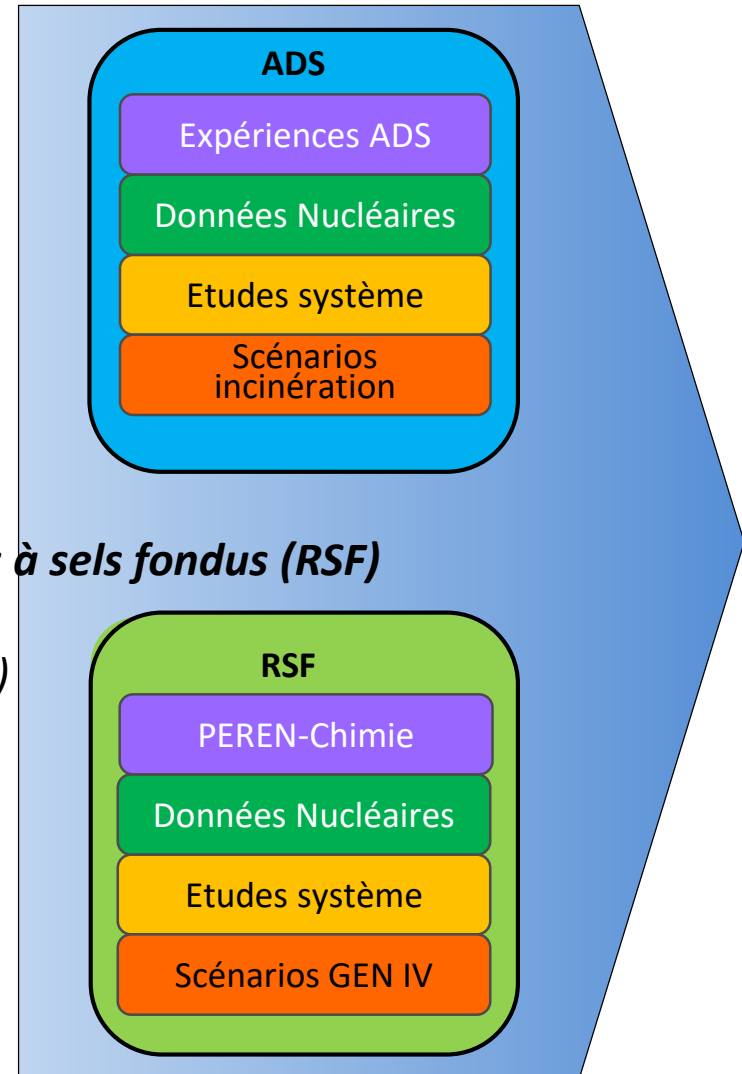 ADS
Expériences ADS
Données Nucléaires
Etudes système
Scénarios
incinération
à sels fondus (RSF)
)
RSF
PEREN-Chimie
Données Nucléaires
Etudes système
Scénarios GEN IV